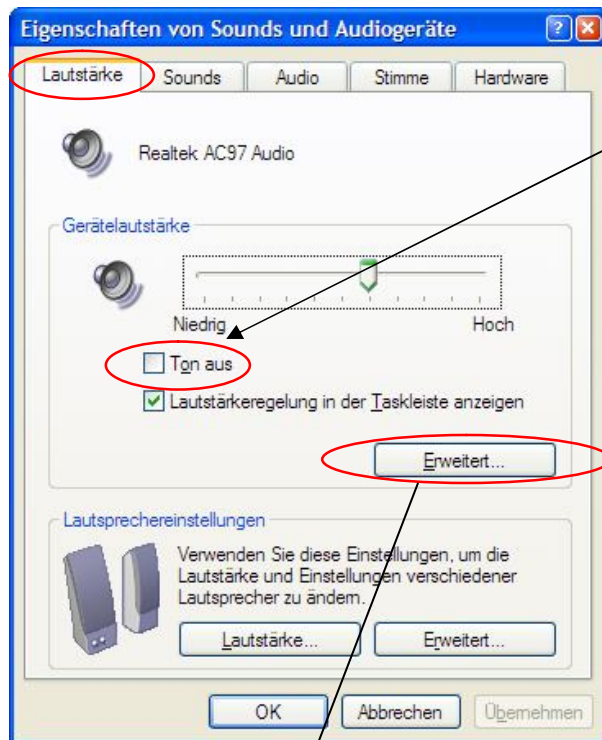 Eigenschaften von Sounds und Audiogeräte
Lautstärke Sounds Audio Stimme Hardware
Realtek AC97 Audio
Gerätelautstärke
Niedrig Hoch
Ton aus
Lautstärkeregelung in der Taskleiste anzeigen
Erweitert...
Lautsprechereinstellungen
Verwenden Sie diese Einstellungen, um die
Lautstärke und Einstellungen verschiedener
Lautsprecher zu ändern.
Lautstärke... Erweitert...
OK Abbrechen Übernehmen